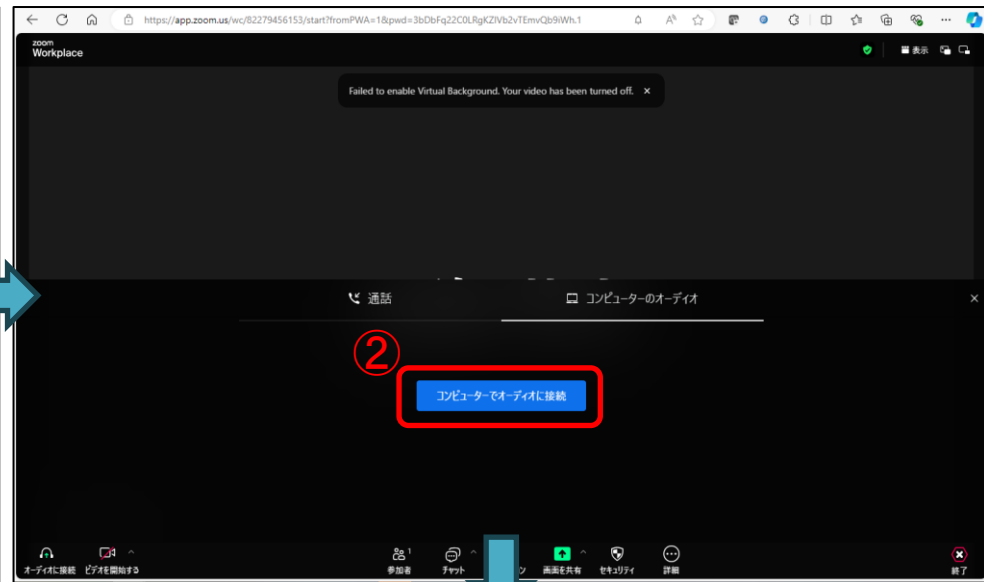 https://app.zoom.us/wc/82279456153/start?fromPWA=1&pwd=3bDbFq22C0LRgKZlVb2vTEmvQb9iWh.1
zoom
Workplace
表示
Failed to enable Virtual Background. Your video has been turned off. ×
通話
コンピューターのオーディオ
②
コンピューターでオーディオに接続
オーディオに接続 ビデオを開始する 参加者 1 チャット 画面を共有 セキュリティ 詳細 終了